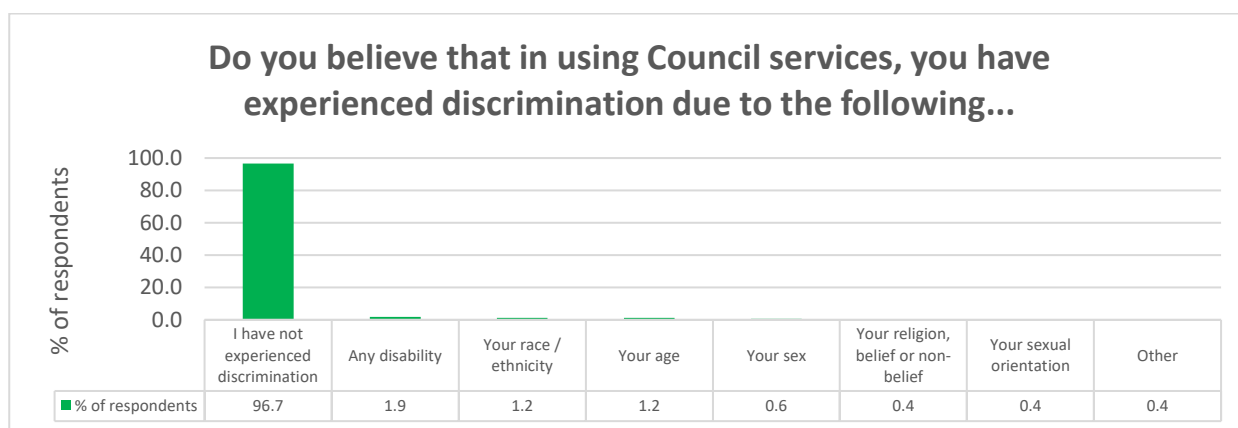 Do you believe that in using Council services, you have
experienced discrimination due to the following...
% of respondents
100.0
80.0
60.0
40.0
20.0
0.0
I have not
experienced
discrimination
Any disability
Your race /
ethnicity
Your age
Your sex
Your religion,
belief or non-
belief
Your sexual
orientation
Other
% of respondents 96.7 1.9 1.2 1.2 0.6 0.4 0.4 0.4